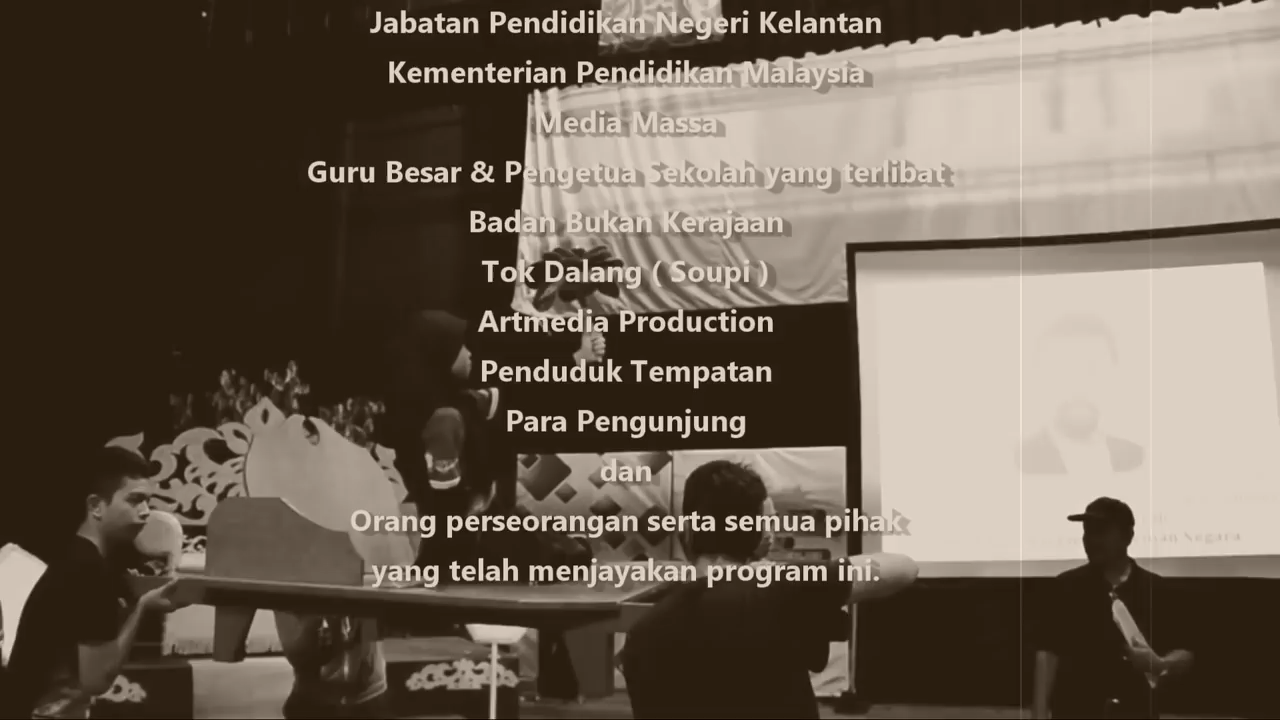 Jabatan Pendidikan Negeri Kelantan
Kementerian Pendidikan Malaysia
Media Massa
Guru Besar & Pengetua Sekolah yang terlibat
Badan Bukan Kerajaan
Tok Dalang ( Soupi )
Artmedia Production
Penduduk Tempatan
Para Pengunjung
dan
Orang perseorangan serta semua pihak
yang telah menjayakan program ini.
Negara